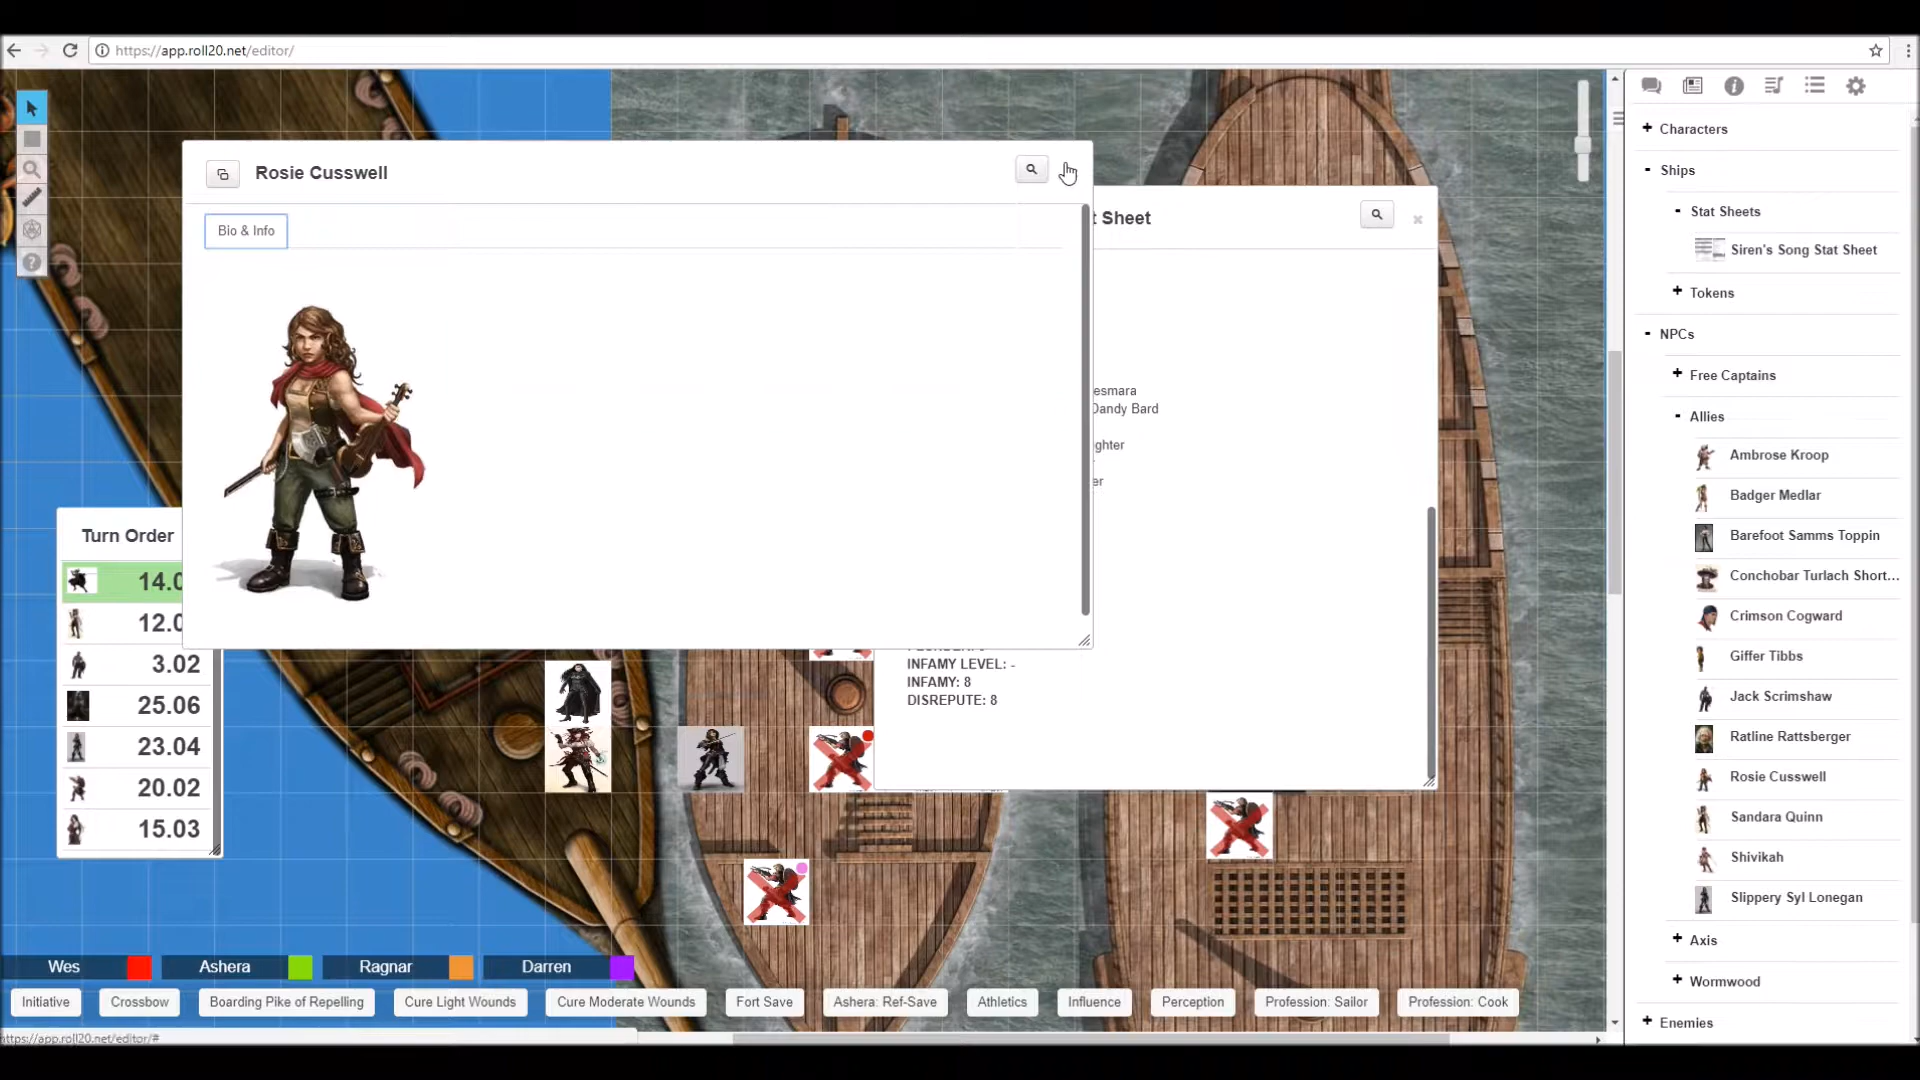 https://app.roll20.net/editor/
Rosie Cusswell
Bio & Info
t Sheet
esmara
Dandy Bard
ghter
er
INFAMY LEVEL: -
INFAMY: 8
DISREPUTE: 8
Turn Order
14.0
12.0
3.02
25.06
23.04
20.02
15.03
Characters
Ships
Stat Sheets
Siren's Song Stat Sheet
Tokens
NPCs
Free Captains
Allies
Ambrose Kroop
Badger Medlar
Barefoot Samms Toppin
Conchobar Turlach Short...
Crimson Cogward
Giffer Tibbs
Jack Scrimshaw
Ratline Rattsberger
Rosie Cusswell
Sandara Quinn
Shivikah
Slippery Syl Lonegan
Axis
Wormwood
Enemies
Wes Ashera Ragnar Darren
Initiative Crossbow Boarding Pike of Repelling Cure Light Wounds Cure Moderate Wounds Fort Save Ashera: Ref-Save Athletics Influence Perception Profession: Sailor Profession: Cook
https://app.roll20.net/editor/#